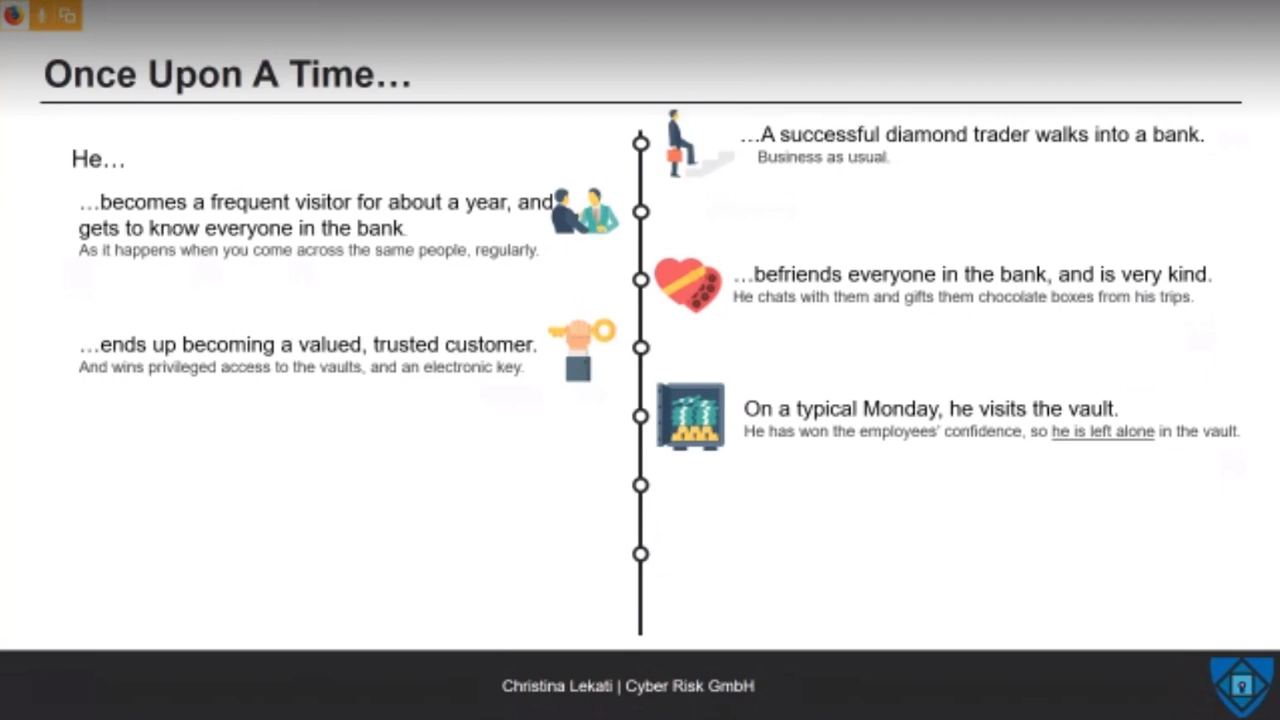 Once Upon A Time…
…A successful diamond trader walks into a bank.
Business as usual.
He…
…becomes a frequent visitor for about a year, and
gets to know everyone in the bank.
As it happens when you come across the same people, regularly.
…befriends everyone in the bank, and is very kind.
He chats with them and gifts them chocolate boxes from his trips.
…ends up becoming a valued, trusted customer.
And wins privileged access to the vaults, and an electronic key.
On a typical Monday, he visits the vault.
He has won the employees' confidence, so he is left alone in the vault.
Christina Lekati | Cyber Risk GmbH